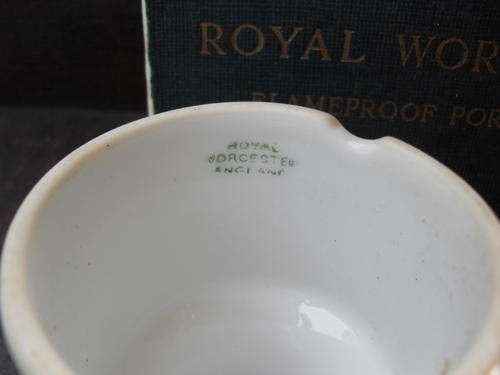 ROYAL WOR
FLAMEPROOF POR
ROYAL
WORCESTER
ENGLAND